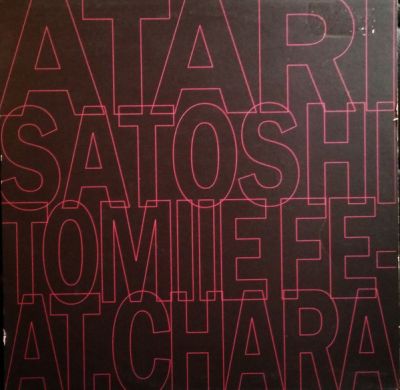 ATARI
SATOSHI
TOMIIE FE-
AT.CHARA